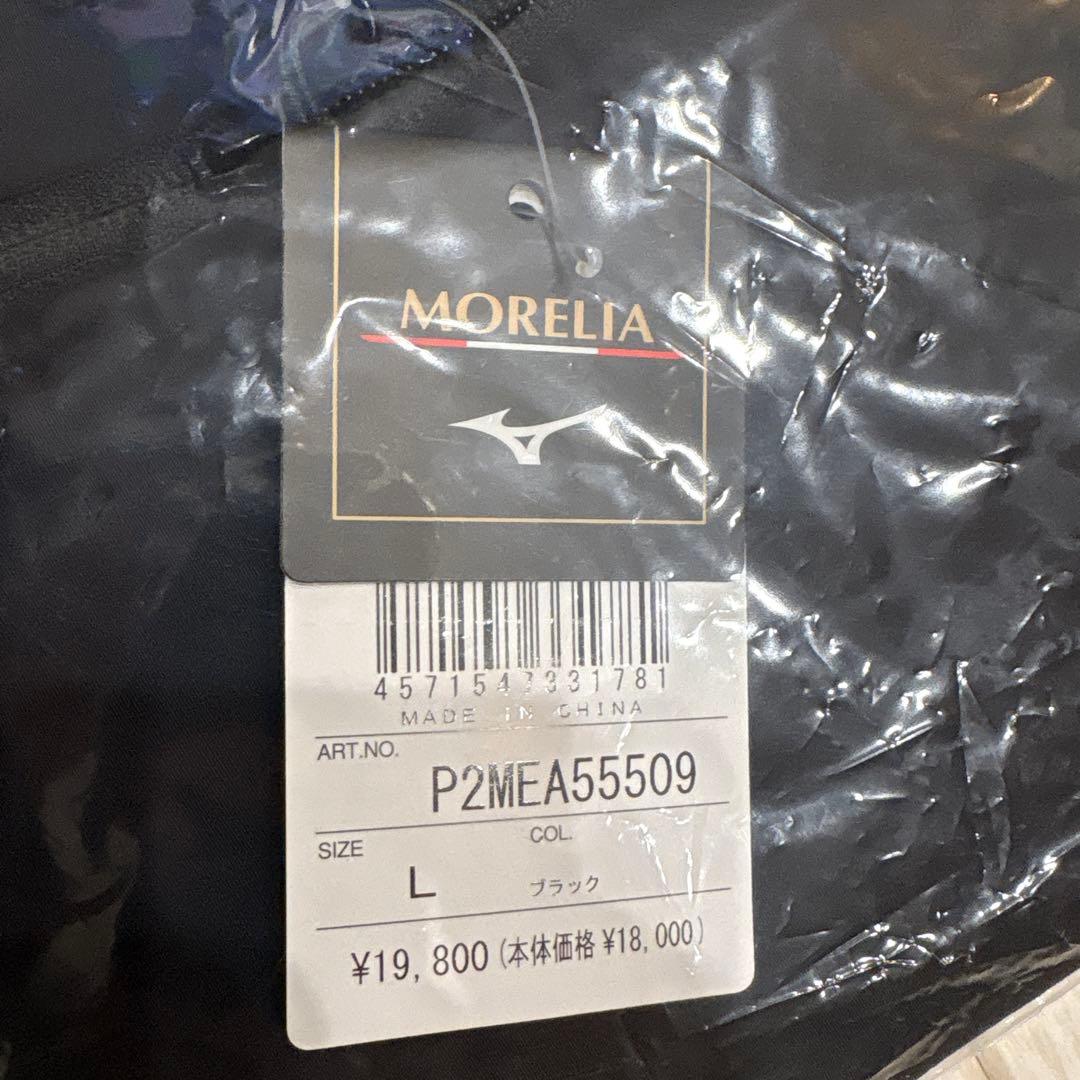 MORELIA
4571547331781
MADE IN CHINA
ART.NO.
P2MEA55509
SIZE
COL.
L
ブラック
¥19,800(本体価格 ¥18,000)